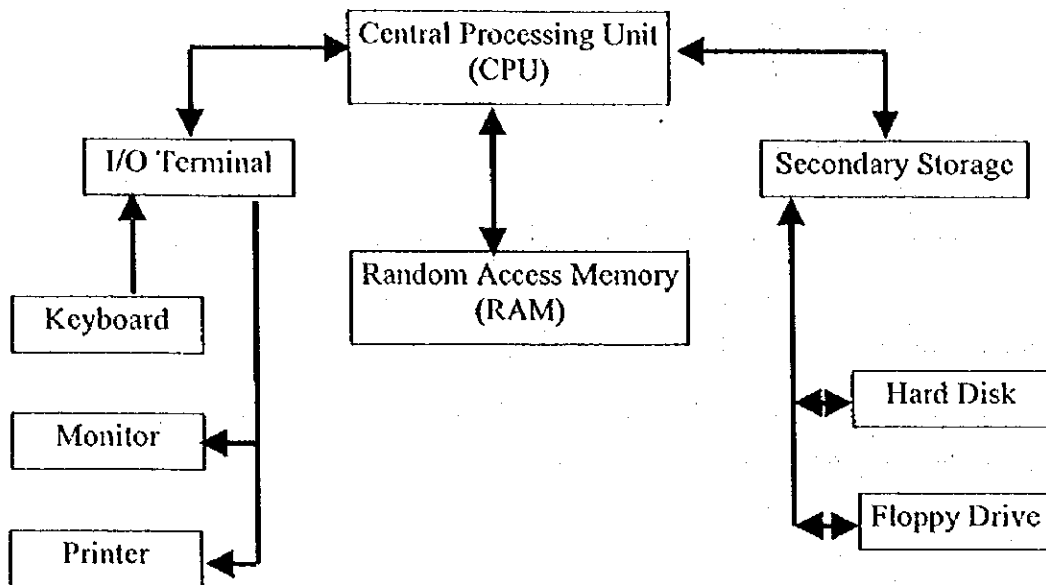 Central Processing Unit
(CPU)
I/O Terminal
Secondary Storage
Random Access Memory
(RAM)
Keyboard
Hard Disk
Monitor
Floppy Drive
Printer